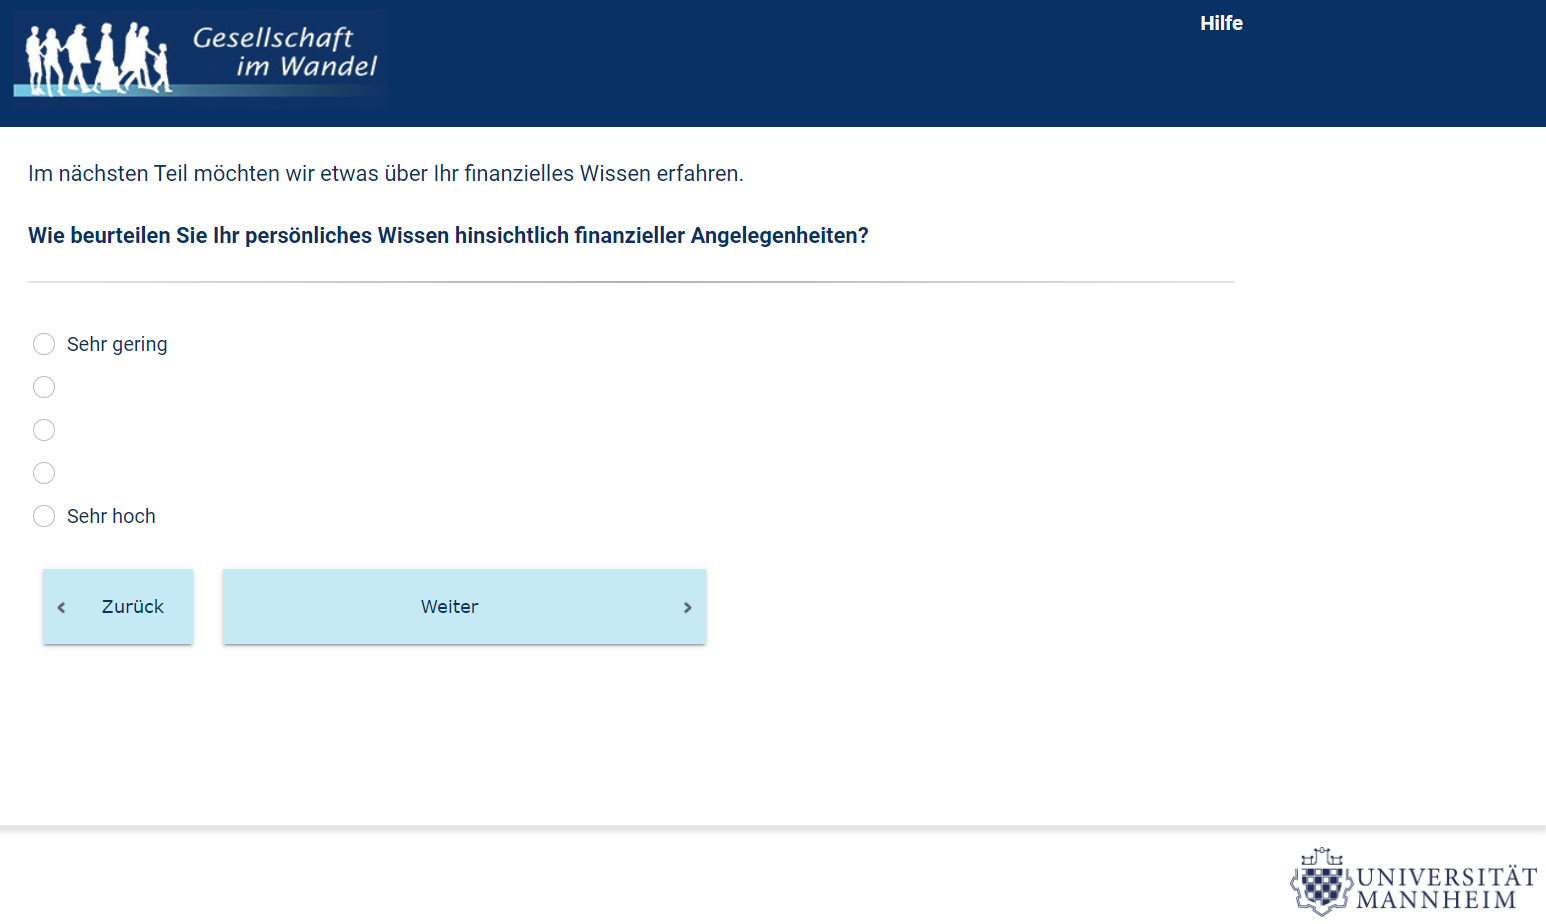 Gesellschaft
im Wandel
Hilfe
Im nächsten Teil möchten wir etwas über Ihr finanzielles Wissen erfahren.
Wie beurteilen Sie Ihr persönliches Wissen hinsichtlich finanzieller Angelegenheiten?
Sehr gering
Sehr hoch
Zurück
Weiter
UNIVERSITÄT
MANNHEIM